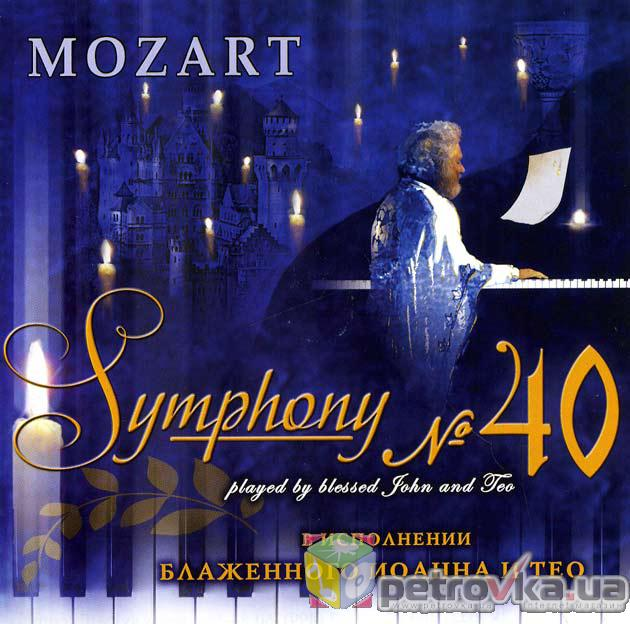 MOZART
Symphony № 40
played by blessed John and Teo
В ИСПОЛНЕНИИ
БЛАЖЕННОГО ИОАННА И ТЕО
petrovka.ua